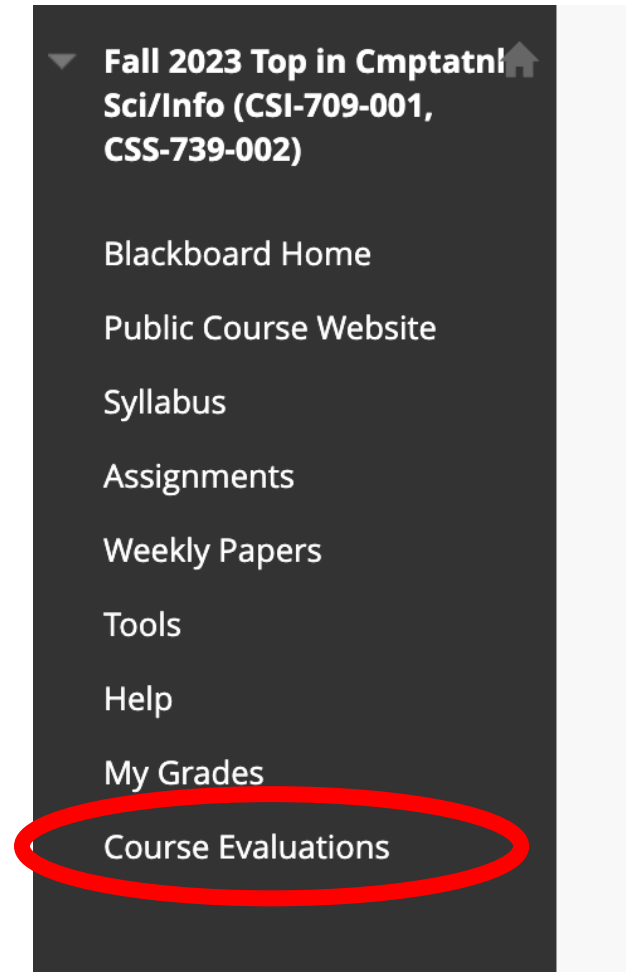 Fall 2023 Top in Cmptatnl
Sci/Info (CSI-709-001,
CSS-739-002)
Blackboard Home
Public Course Website
Syllabus
Assignments
Weekly Papers
Tools
Help
My Grades
Course Evaluations